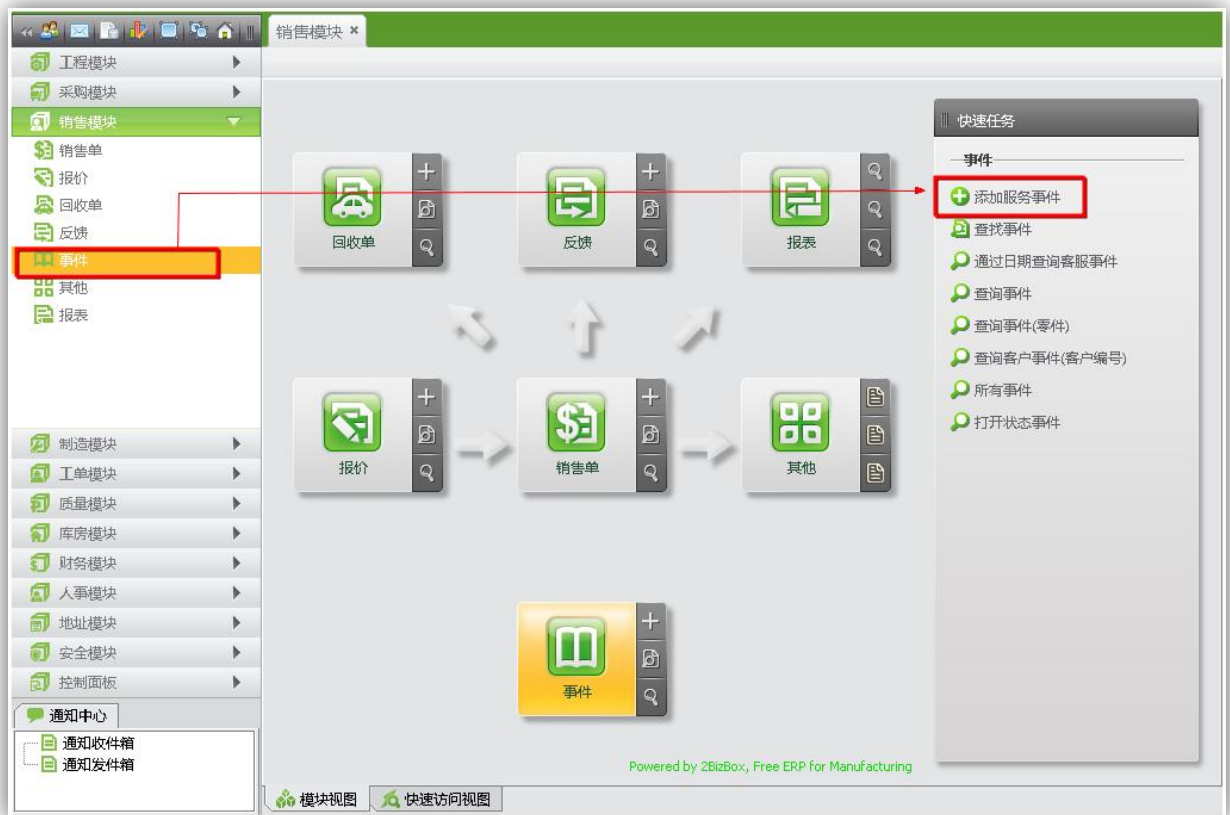 销售模块
工程模块
采购模块
销售模块
销售单
报价
回收单
反馈
事件
其他
报表
制造模块
工单模块
质量模块
库房模块
财务模块
人事模块
地址模块
安全模块
控制面板
通知中心
通知收件箱
通知发件箱
回收单
反馈
报表
报价
销售单
其他
事件
Powered by 2BizBox, Free ERP for Manufacturing
模块视图
快速访问视图
快速任务
事件
添加服务事件
查找事件
通过日期查询客服事件
查询事件
查询事件(零件)
查询客户事件(客户编号)
所有事件
打开状态事件